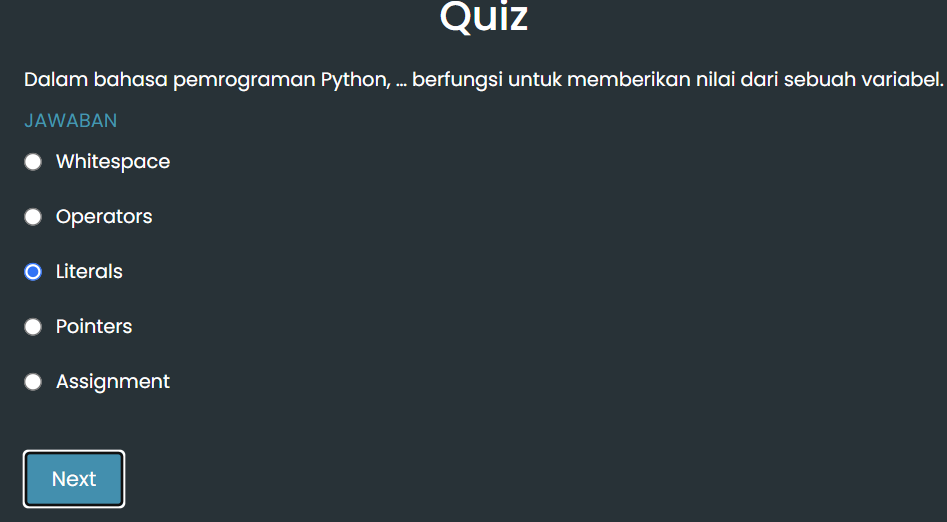 Quiz
Dalam bahasa pemrograman Python, ... berfungsi untuk memberikan nilai dari sebuah variabel.
JAWABAN
Whitespace
Operators
Literals
Pointers
Assignment
Next